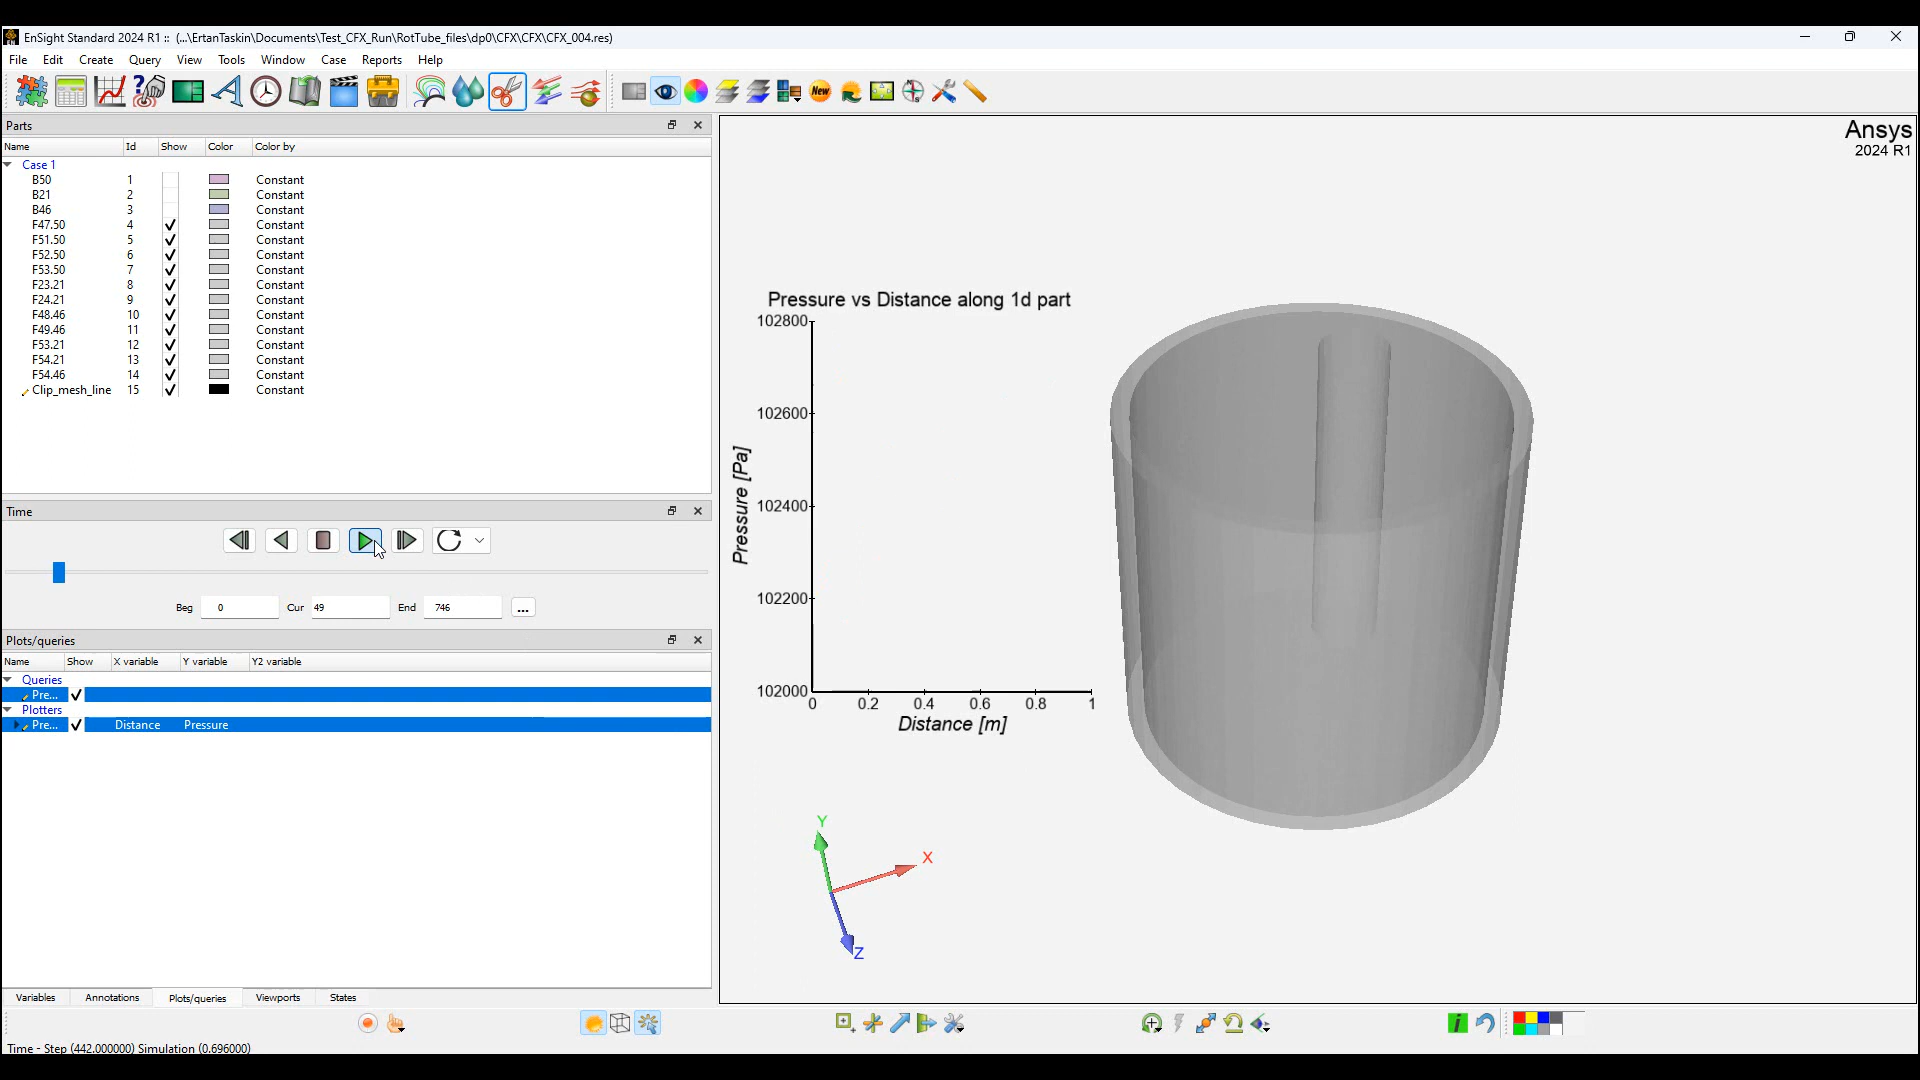 EnSight Standard 2024 R1 :: (...\ErtanTaskin\Documents\Test_CFX_Run\RotTube_files\dp0\CFX\CFX\CFX_004.res)
File Edit Create Query View Tools Window Case Reports Help
New
Parts
Name Id Show Color Color by
Case 1
B50 1 Constant
B21 2 Constant
B46 3 Constant
F47.50 4 Constant
F51.50 5 Constant
F52.50 6 Constant
F53.50 7 Constant
F23.21 8 Constant
F24.21 9 Constant
F48.46 10 Constant
F49.46 11 Constant
F53.21 12 Constant
F54.21 13 Constant
F54.46 14 Constant
Clip_mesh_line 15 Constant
Time
Beg 0 Cur 49 End 746 ...
Plots/queries
Name Show X variable Y variable Y2 variable
Queries
Pre...
Plotters
Pre... Distance Pressure
Variables Annotations Plots/queries Viewports States
Time - Step (442.000000) Simulation (0.696000)
Ansys
2024 R1
Pressure vs Distance along 1d part
102800
102600
102400
102200
102000
Pressure [Pa]
0 0.2 0.4 0.6 0.8 1
Distance [m]
Y
X
Z